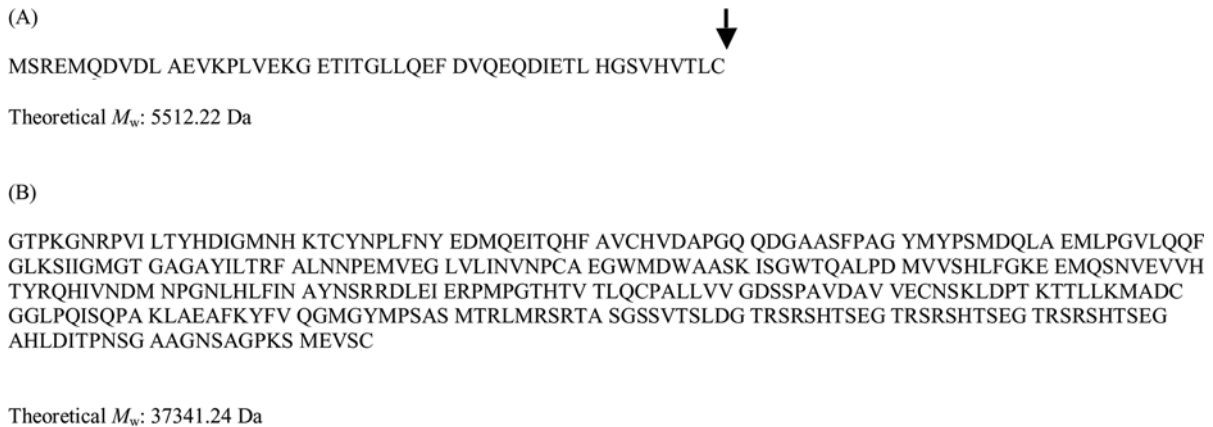 (A)
MSREMQDVDL AEVKPLVEKG ETITGLLQEF DVQEQDIETL HGSVHVTLC
Theoretical Mw: 5512.22 Da
(B)
GTPKGNRPVI LTYHDIGMNH KTCYNPLFNY EDMQEITQHF AVCHVDAPGQ QDGAASFPAG YMYPSMDQLA EMLPGVLQQF
GLKSIIGMGT GAGAYILTRF ALNNPEMVEG LVLINVNPCA EGWMDWAASK ISGWTQALPD MVVSHLFGKE EMQSNVEVVH
TYRQHIVNDM NPGNLHLFIN AYNSRRDLEI ERPMPGTHTV TLQCPALLVV GDSSPAVDAV VECNSKLDPT KTTLLKMADC
GGLPQISQPA KLAEAFKYFV QGMGYMPSAS MTRLMRSRTA SGSSVTSLDG TRSRSHTSEG TRSRSHTSEG TRSRSHTSEG
AHLDITPNSG AAGNSAGPKS MEVSC
Theoretical Mw: 37341.24 Da